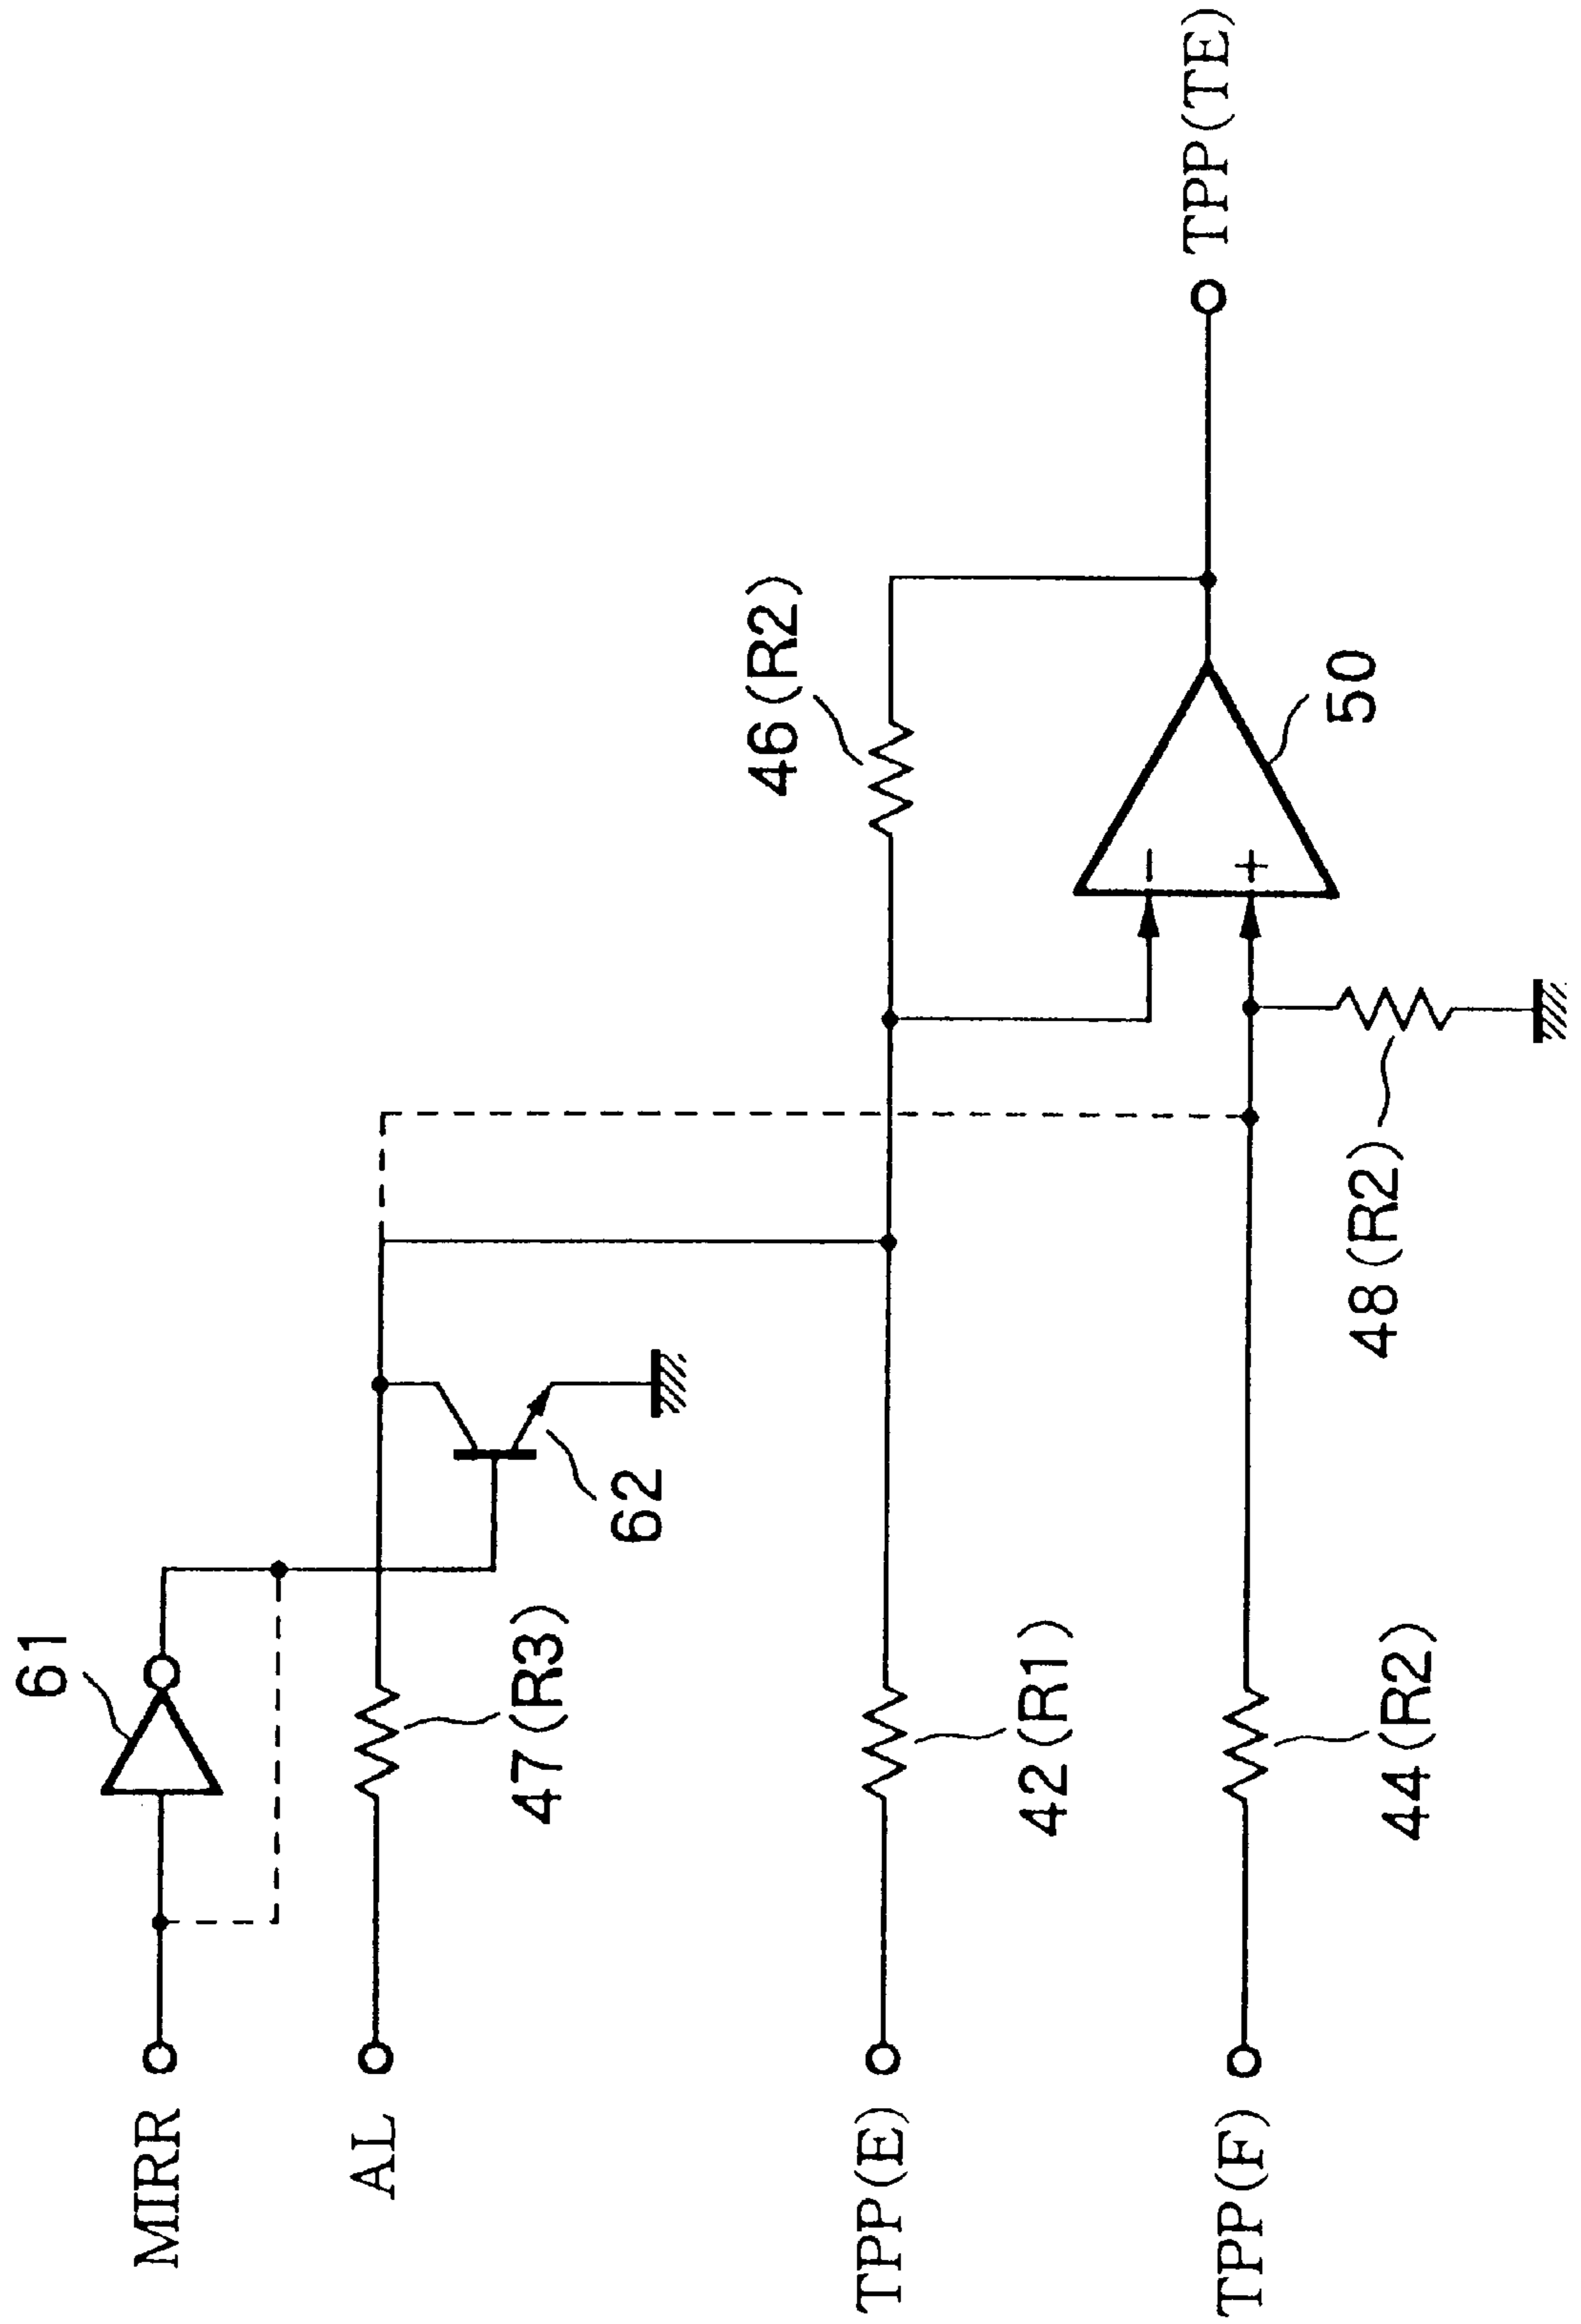 MIRR
61
AL
47(R3)
62
TPP(E)
42(R1)
46(R2)
TPP(F)
44(R2)
48(R2)
−
+
50
TPP(TE)